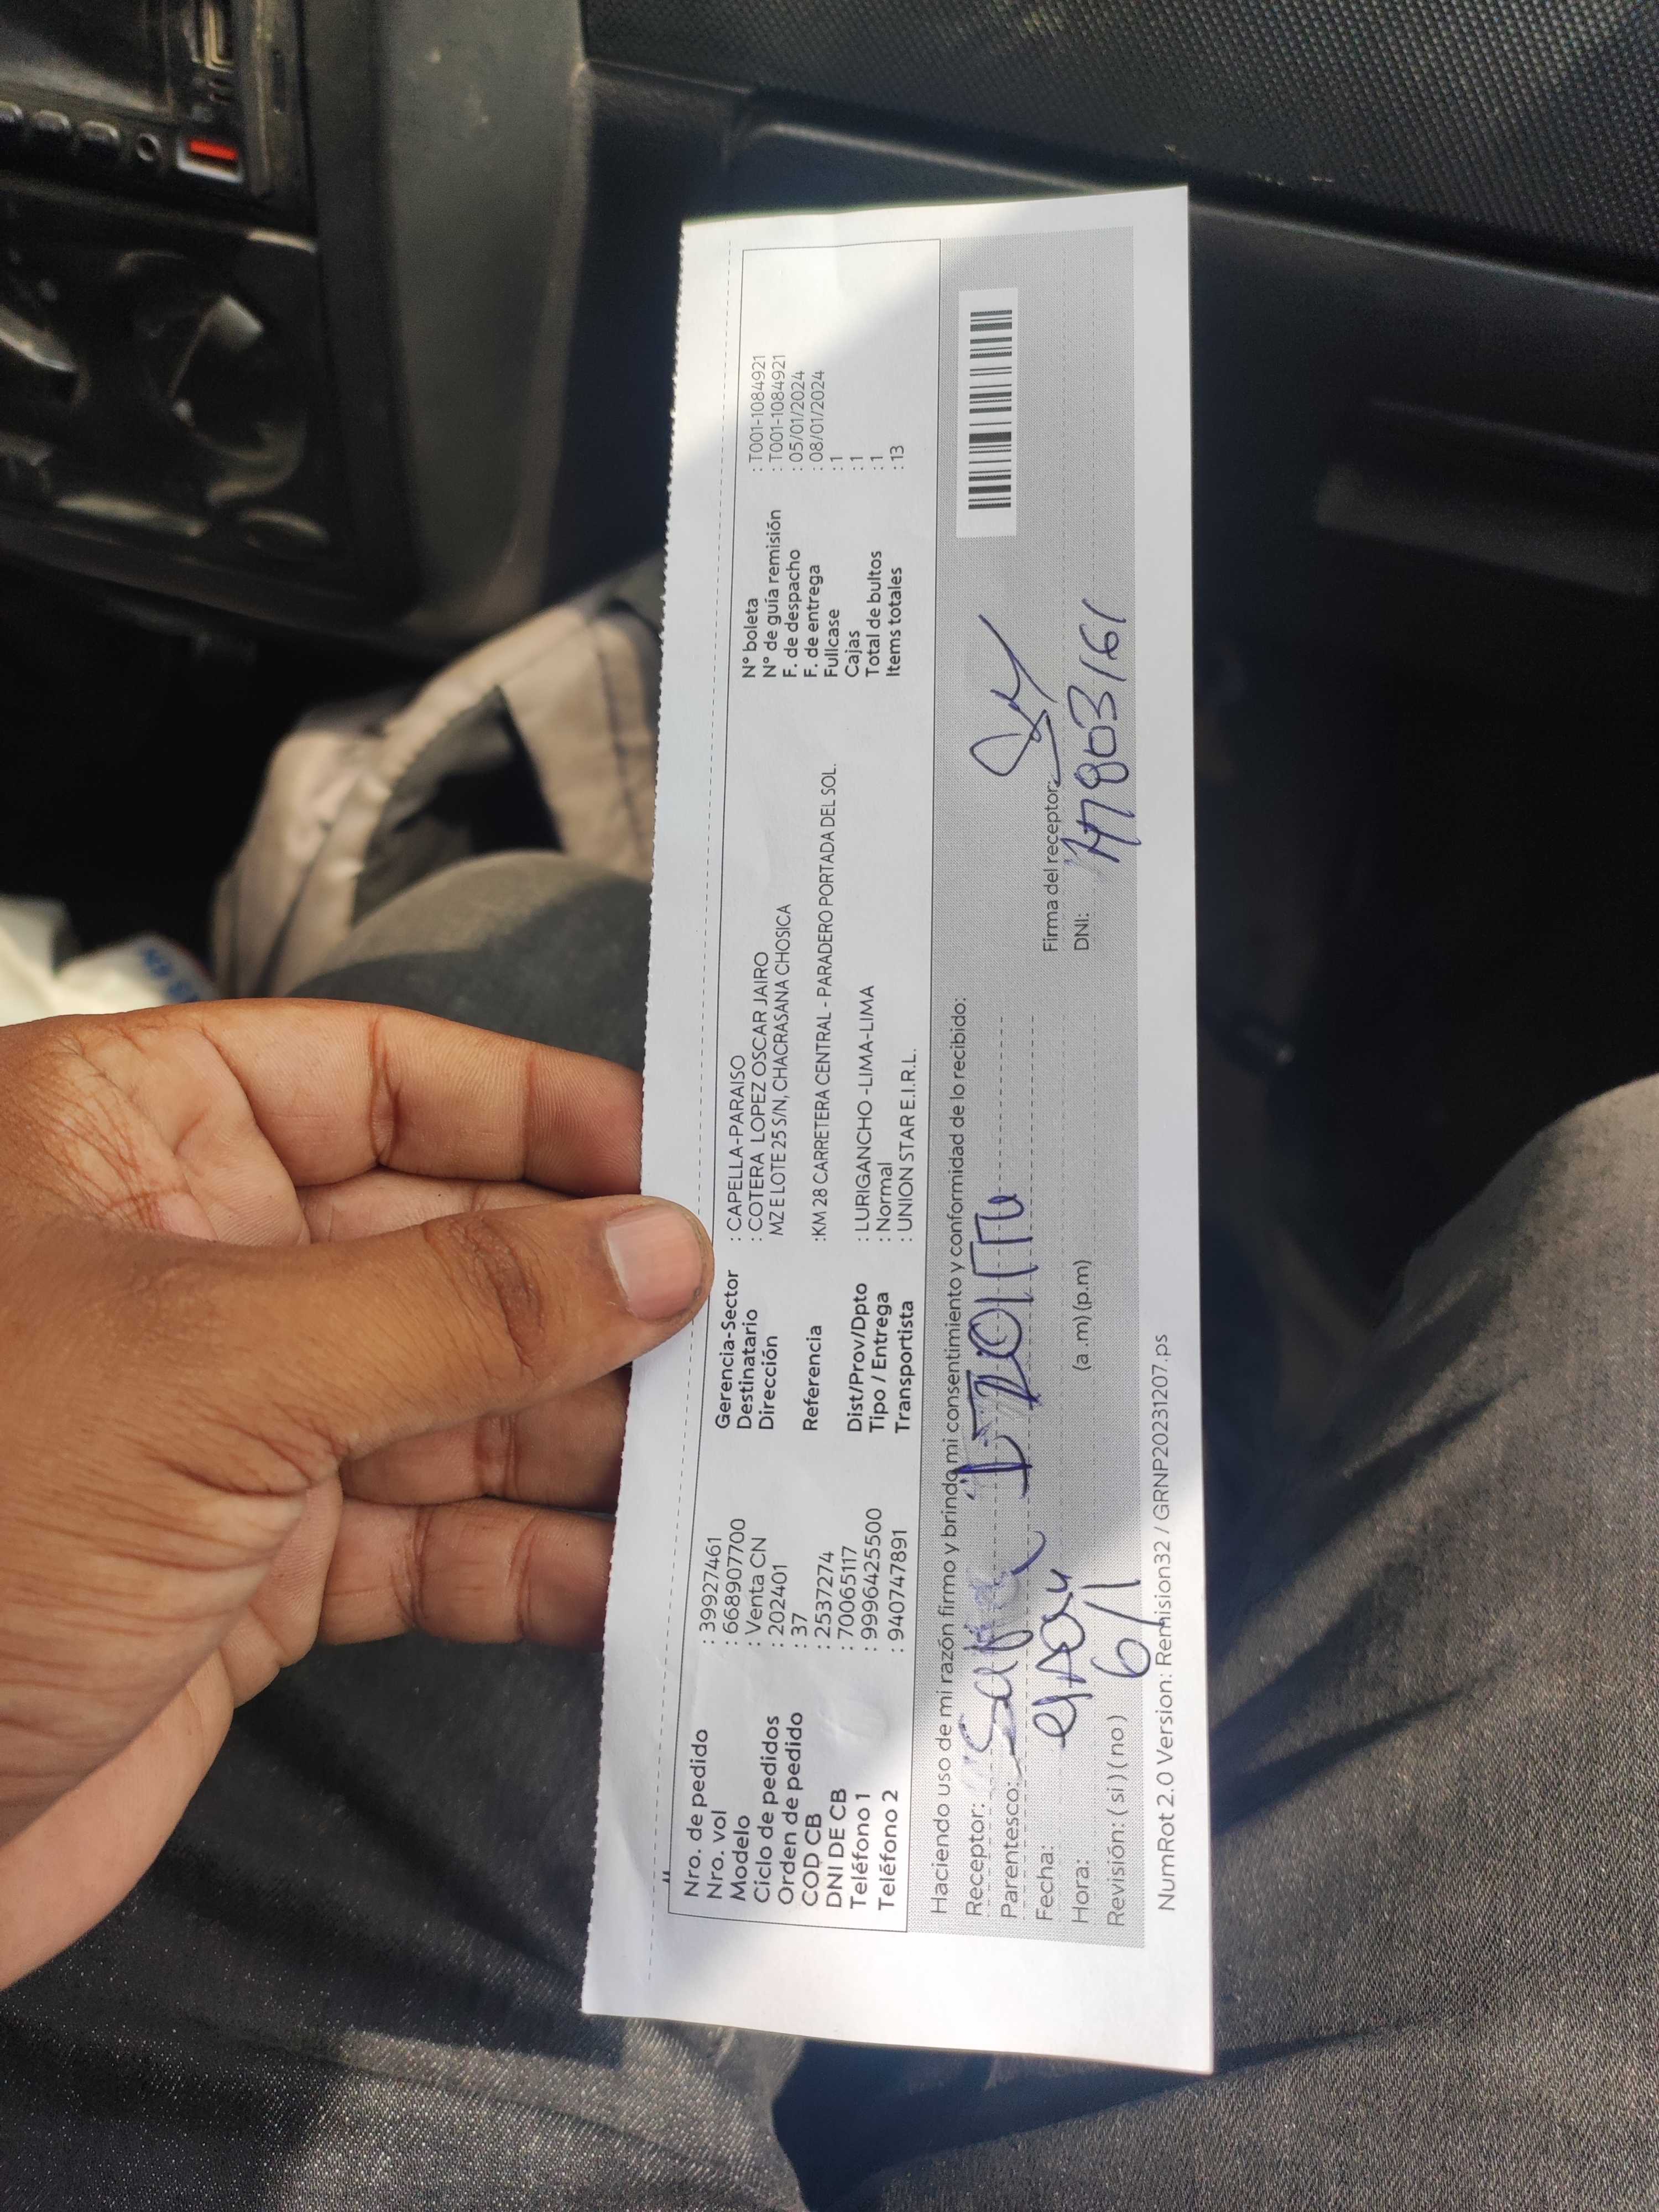 Nro. de pedido : 39927461
Nro. vol : 668907700
Modelo : Venta CN
Ciclo de pedidos : 202401
Orden de pedido : 37
COD CB : 2537274
DNI DE CB : 70065117
Teléfono 1 : 9996425500
Teléfono 2 : 940747891
Gerencia-Sector : CAPELLA-PARAISO
Destinatario : COTERA LOPEZ OSCAR JAIRO
Dirección MZ E LOTE 25 S/N, CHACRASANA CHOSICA
Referencia :KM 28 CARRETERA CENTRAL - PARADERO PORTADA DEL SOL.
Dist/Prov/Dpto : LURIGANCHO -LIMA-LIMA
Tipo / Entrega : Normal
Transportista : UNION STAR E.I.R.L.
N° boleta : T001-1084921
N° de guía remisión : T001-1084921
F. de despacho : 05/01/2024
F. de entrega : 08/01/2024
Fullcase : 1
Cajas : 1
Total de bultos : 1
Items totales : 13
Haciendo uso de mi razón firmo y brindo mi consentimiento y conformidad de lo recibido:
Receptor:
Parentesco:
Fecha:
Hora: 6/1 (a .m) (p.m)
Revisión: ( si ) ( no )
Firma del receptor:
DNI: 47803161
NumRot 2.0 Version: Remision32 / GRNP20231207.ps